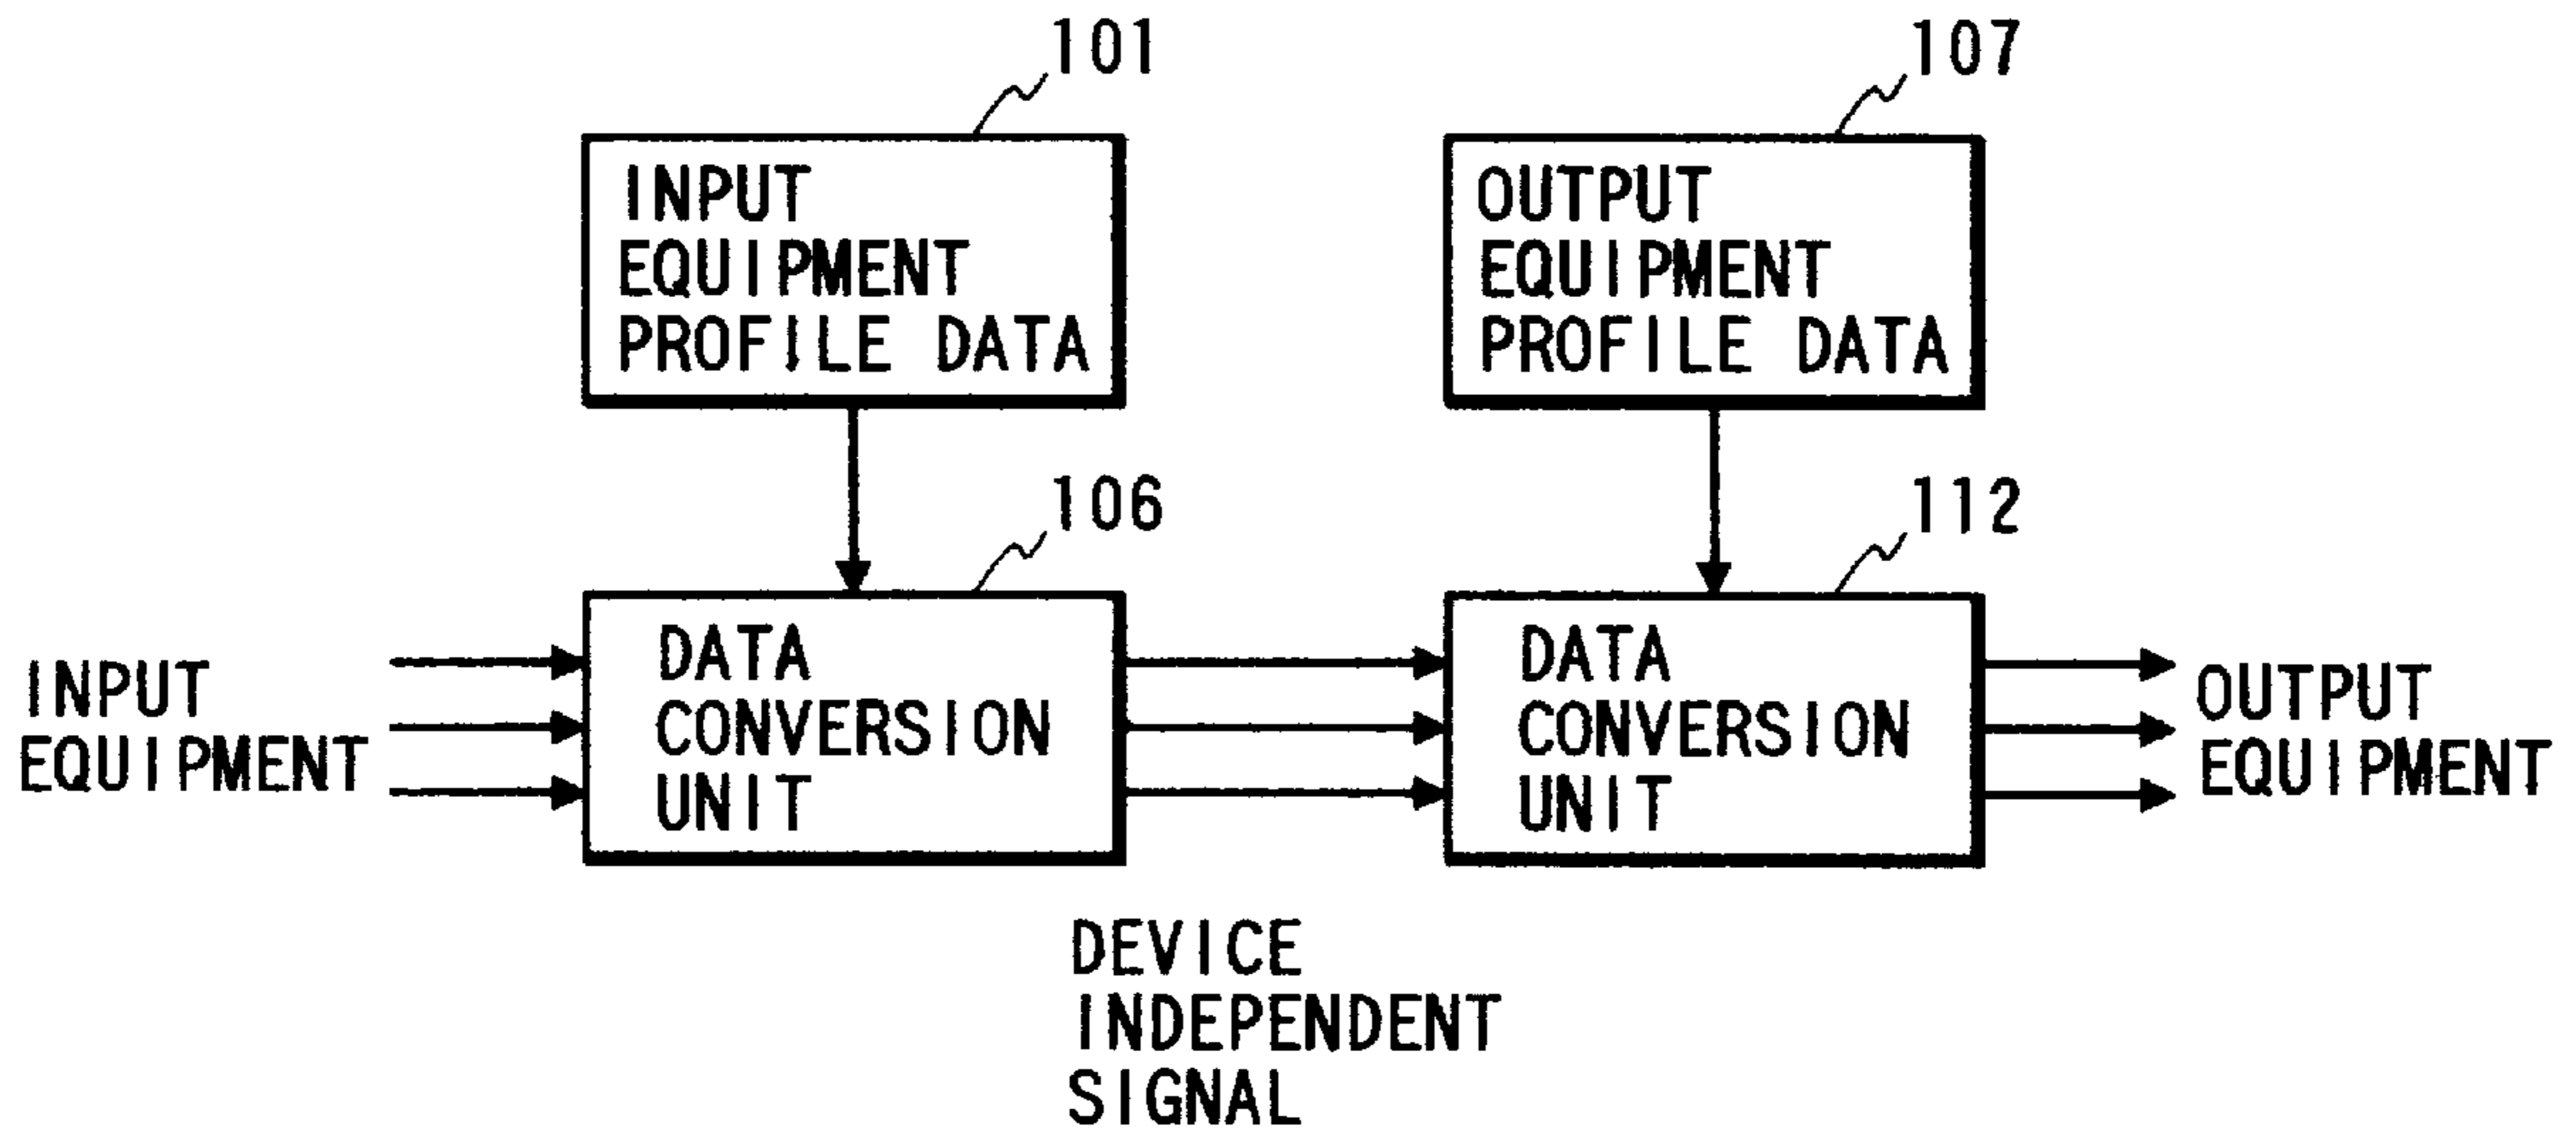 101
107
INPUT
EQUIPMENT
PROFILE DATA
OUTPUT
EQUIPMENT
PROFILE DATA
106
112
INPUT
EQUIPMENT
DATA
CONVERSION
UNIT
DATA
CONVERSION
UNIT
OUTPUT
EQUIPMENT
DEVICE
INDEPENDENT
SIGNAL